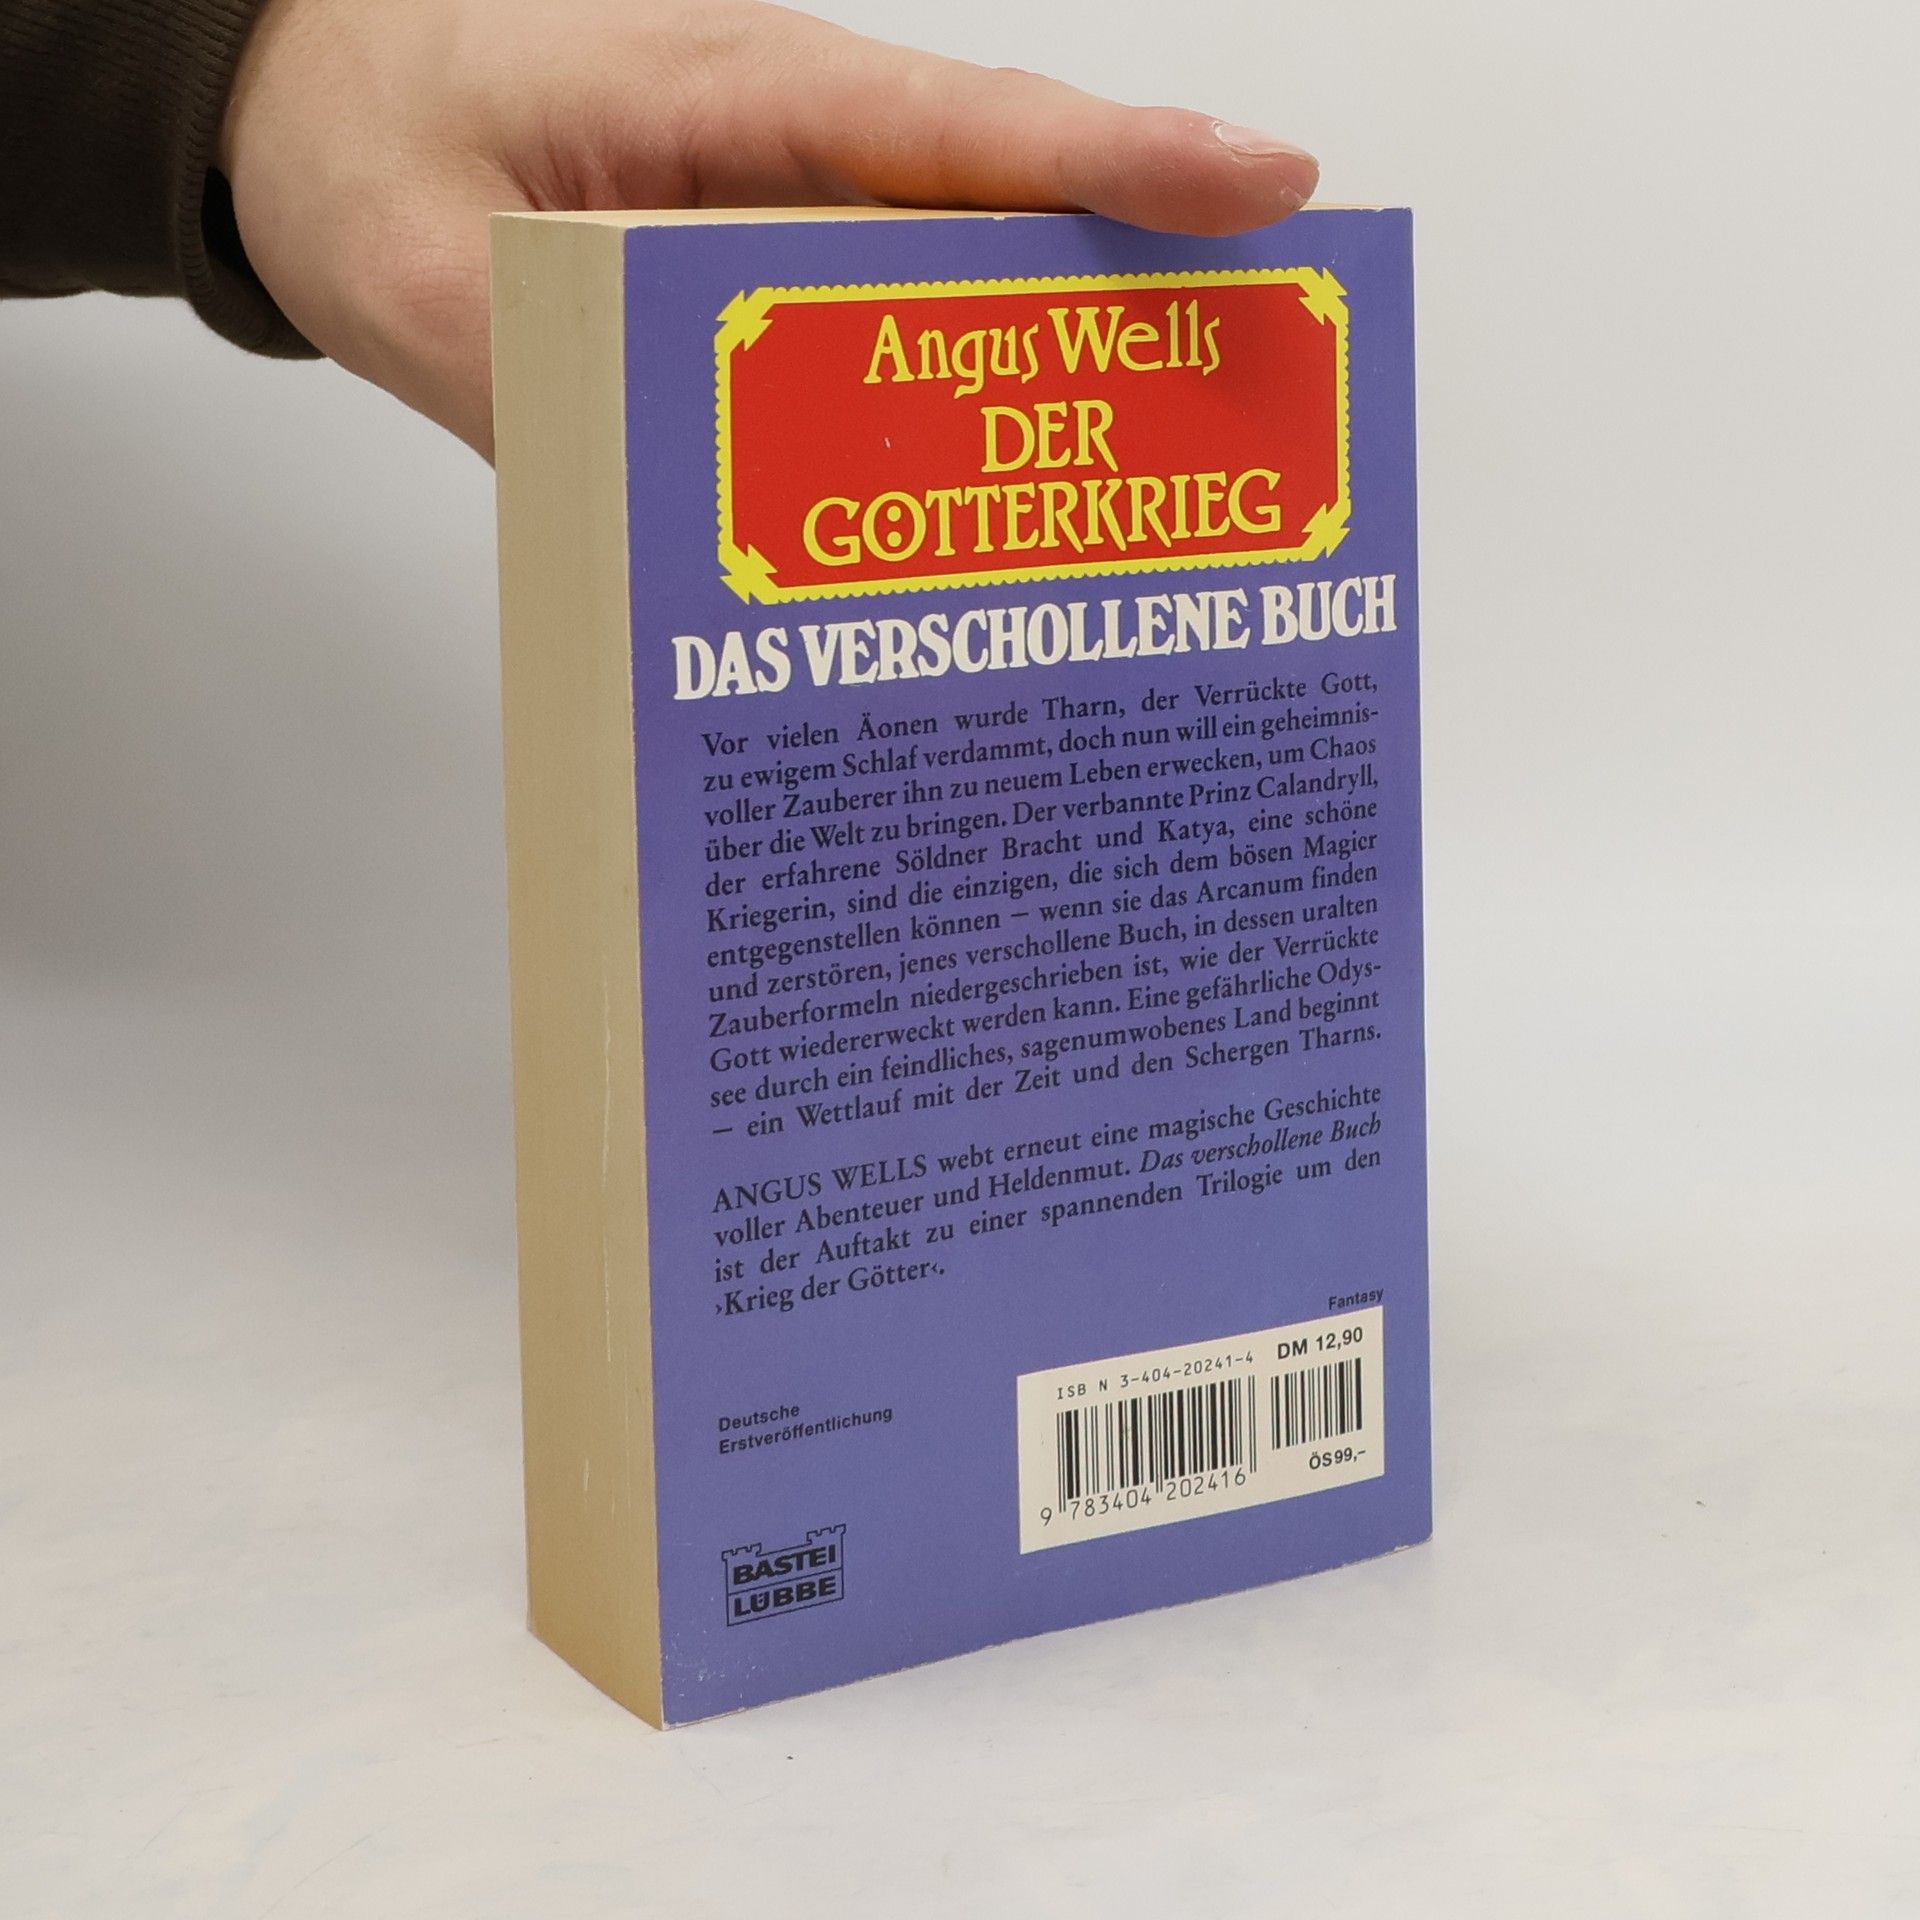 Angus Wells
DER
GÖTTERKRIEG
DAS VERSCHOLLENE BUCH
Vor vielen Äonen wurde Tharn, der Verrückte Gott,
zu ewigem Schlaf verdammt, doch nun will ein geheimnis-
voller Zauberer ihn zu neuem Leben erwecken, um Chaos
über die Welt zu bringen. Der verbannte Prinz Calandryll,
der erfahrene Söldner Bracht und Katya, eine schöne
Kriegerin, sind die einzigen, die sich dem bösen Magier
entgegenstellen können – wenn sie das Arcanum finden
und zerstören, jenes verschollene Buch, in dessen uralten
Zauberformeln niedergeschrieben ist, wie der Verrückte
Gott wiedererweckt werden kann. Eine gefährliche Odys-
see durch ein feindliches, sagenumwobenes Land beginnt
– ein Wettlauf mit der Zeit und den Schergen Tharns.
ANGUS WELLS webt erneut eine magische Geschichte
voller Abenteuer und Heldenmut. Das verschollene Buch
ist der Auftakt zu einer spannenden Trilogie um den
›Krieg der Götter‹.
Fantasy
ISBN 3-404-20241-4 DM 12,90
9 783404 202416
ÖS 99,-
Deutsche
Erstveröffentlichung
BASTEI
LÜBBE